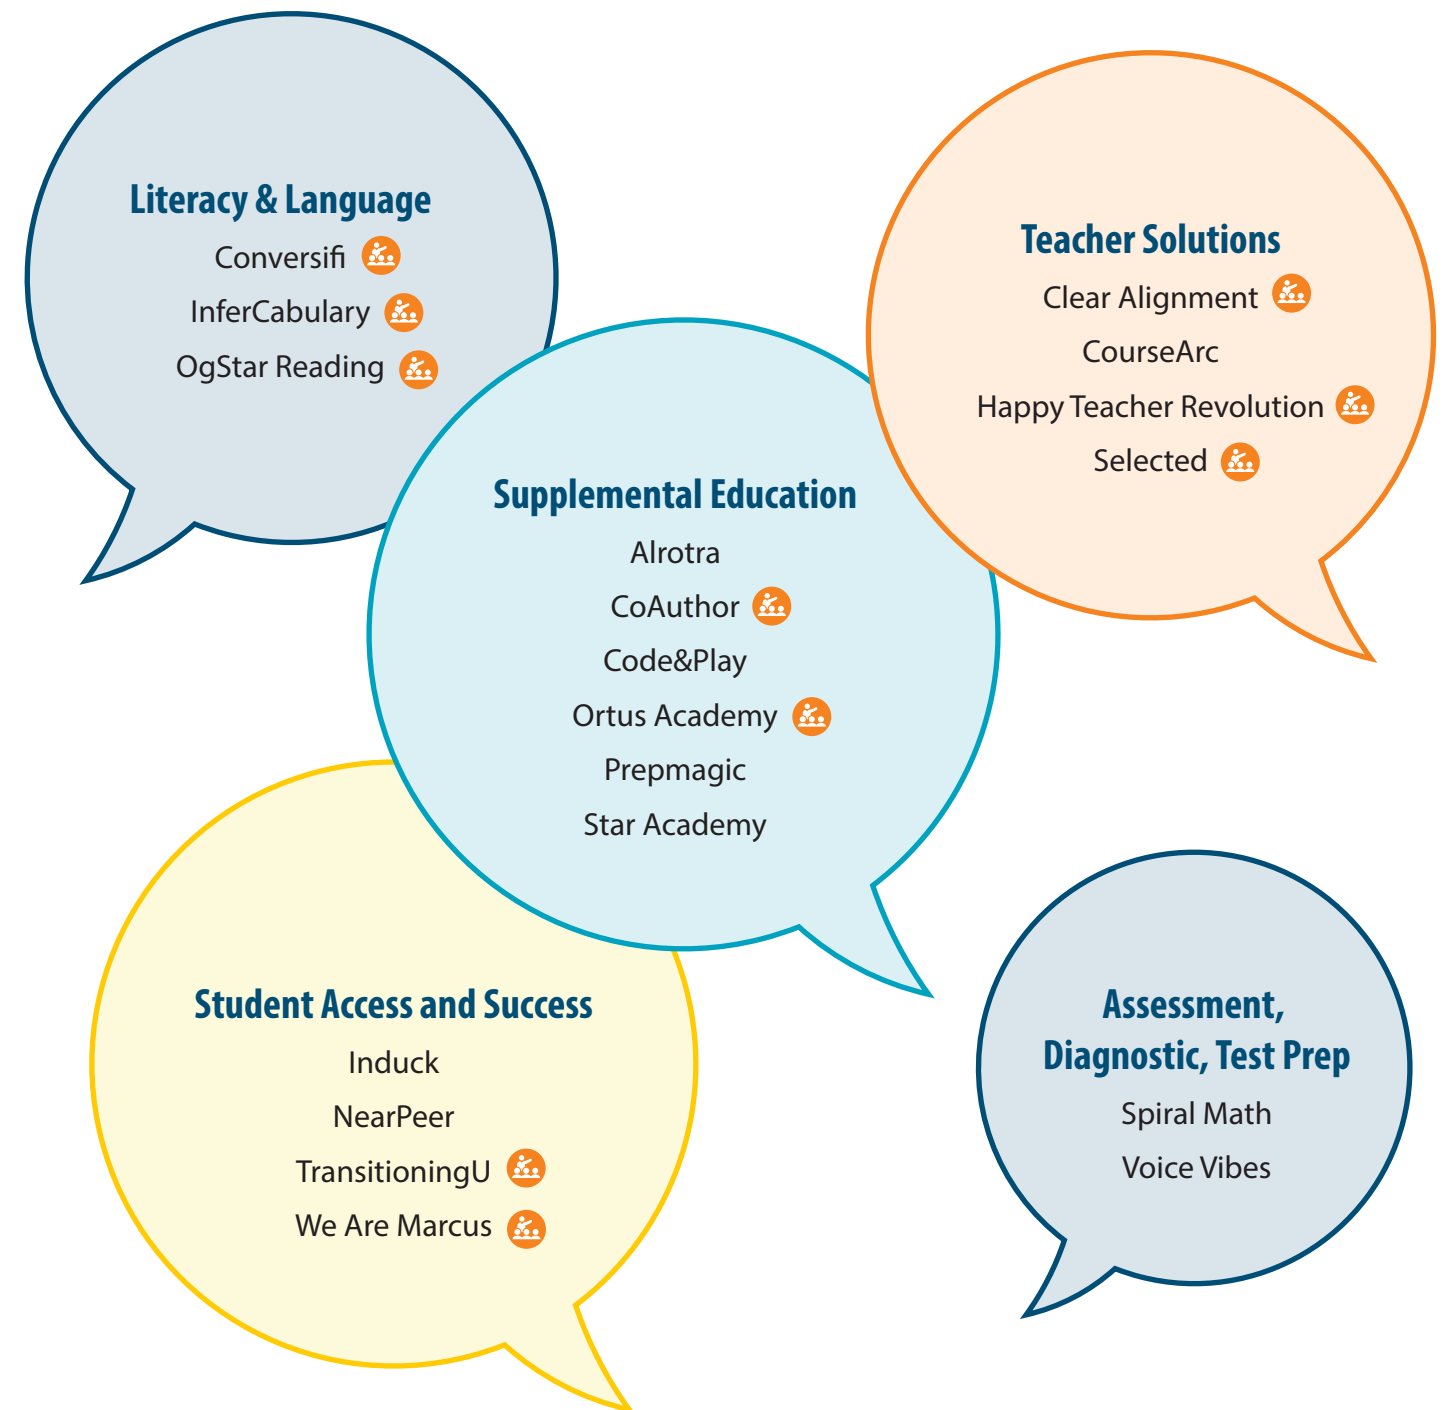 Literacy & Language
Conversifi
InferCabulary
OgStar Reading
Teacher Solutions
Clear Alignment
CourseArc
Happy Teacher Revolution
Selected
Supplemental Education
Alrotra
CoAuthor
Code&Play
Ortus Academy
Prepmagic
Star Academy
Student Access and Success
Induck
NearPeer
TransitioningU
We Are Marcus
Assessment,
Diagnostic, Test Prep
Spiral Math
Voice Vibes